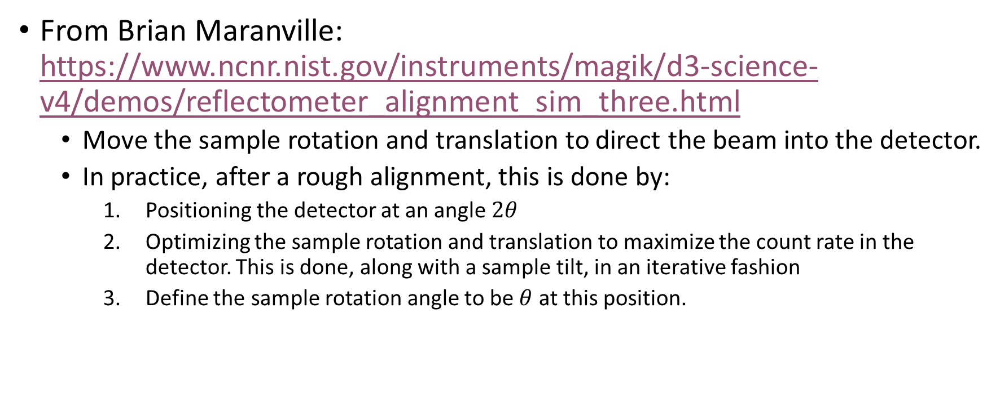 • From Brian Maranville:
https://www.ncnr.nist.gov/instruments/magik/d3-science-
v4/demos/reflectometer_alignment_sim_three.html
• Move the sample rotation and translation to direct the beam into the detector.
• In practice, after a rough alignment, this is done by:
1. Positioning the detector at an angle 2θ
2. Optimizing the sample rotation and translation to maximize the count rate in the
detector. This is done, along with a sample tilt, in an iterative fashion
3. Define the sample rotation angle to be θ at this position.